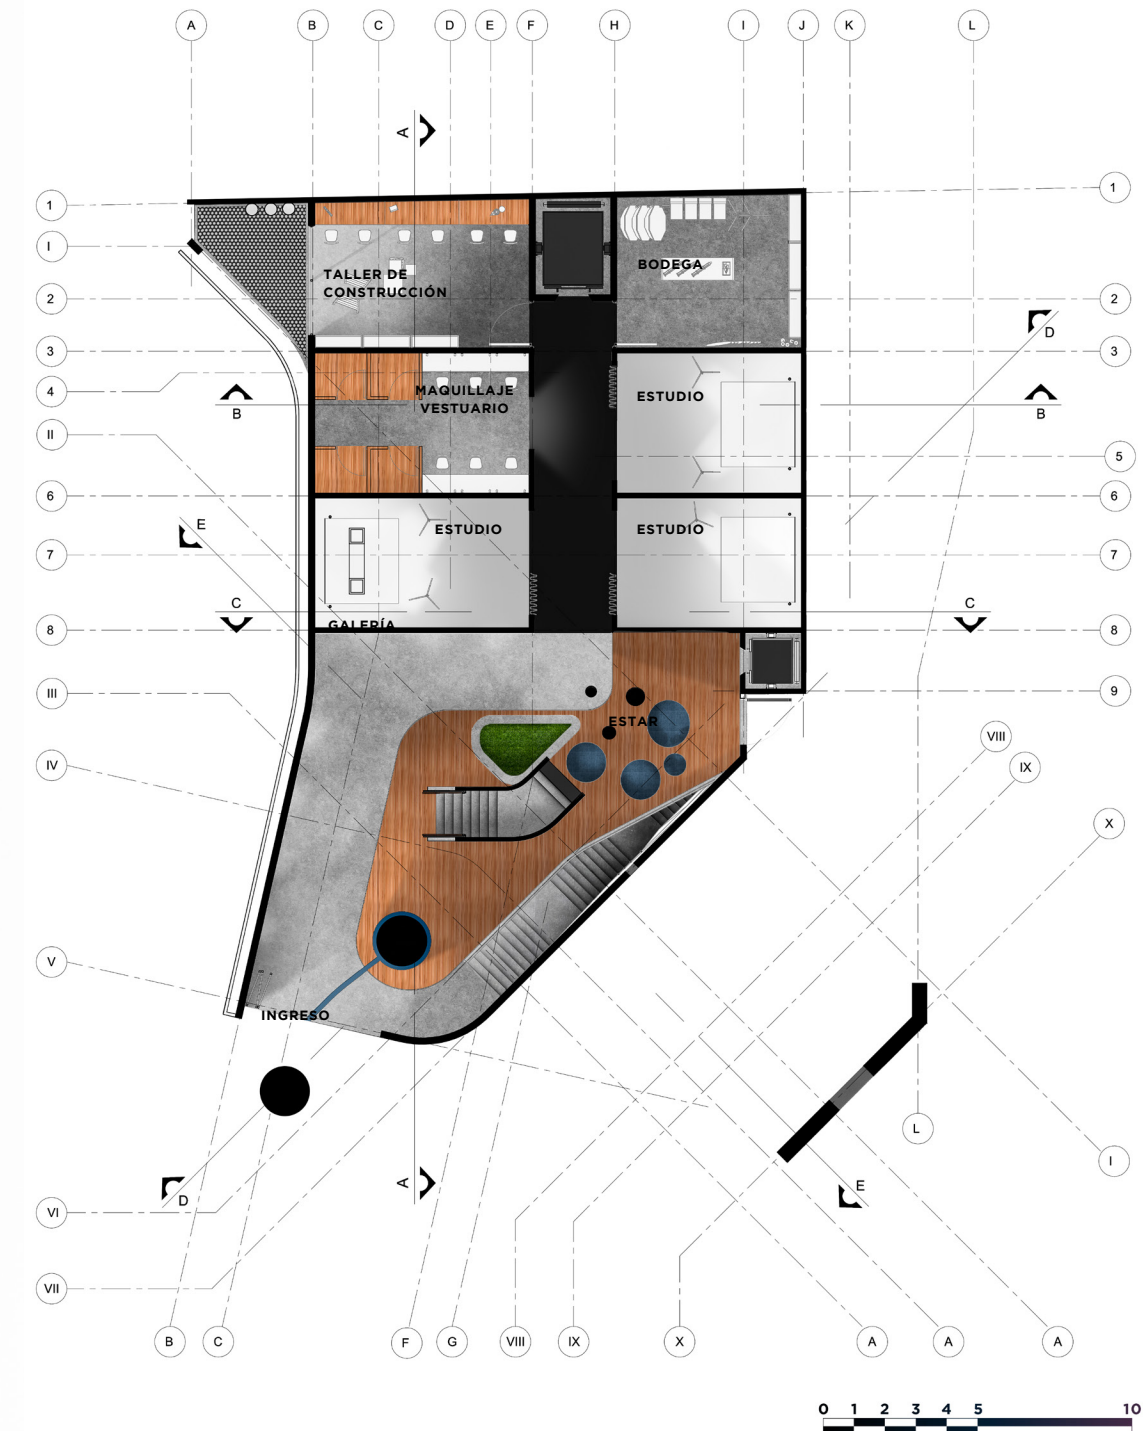 A B C D E F H I J K L
A
1 1
I
TALLER DE
CONSTRUCCIÓN
BODEGA
2 2
D
3 3
4
MAQUILLAJE
VESTUARIO
ESTUDIO
B B
II
5
6 6
E
ESTUDIO ESTUDIO
7 7
C C
GALERÍA
8 8
III
9
ESTAR
VIII
IV
IX
X
V
INGRESO
L
I
A
D
E
VI
VII
B C F G VIII IX X A A A
0 1 2 3 4 5 10